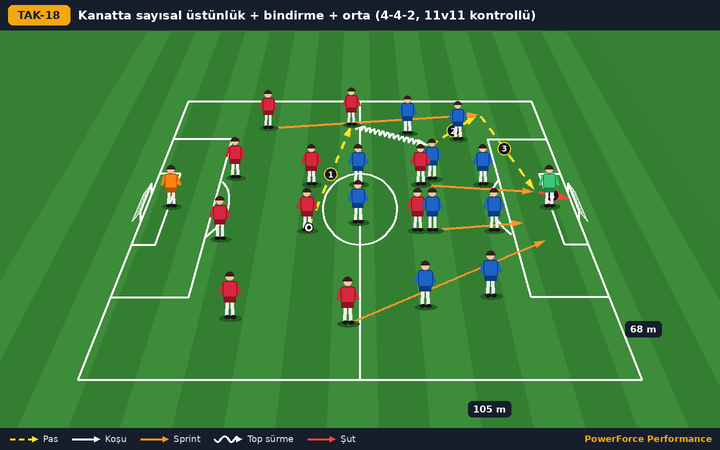 TAK-18 Kanatta sayısal üstünlük + bindirme + orta (4-4-2, 11v11 kontrollü)
2
3
1
68 m
105 m
Pas Koşu Sprint Top sürme Şut PowerForce Performance